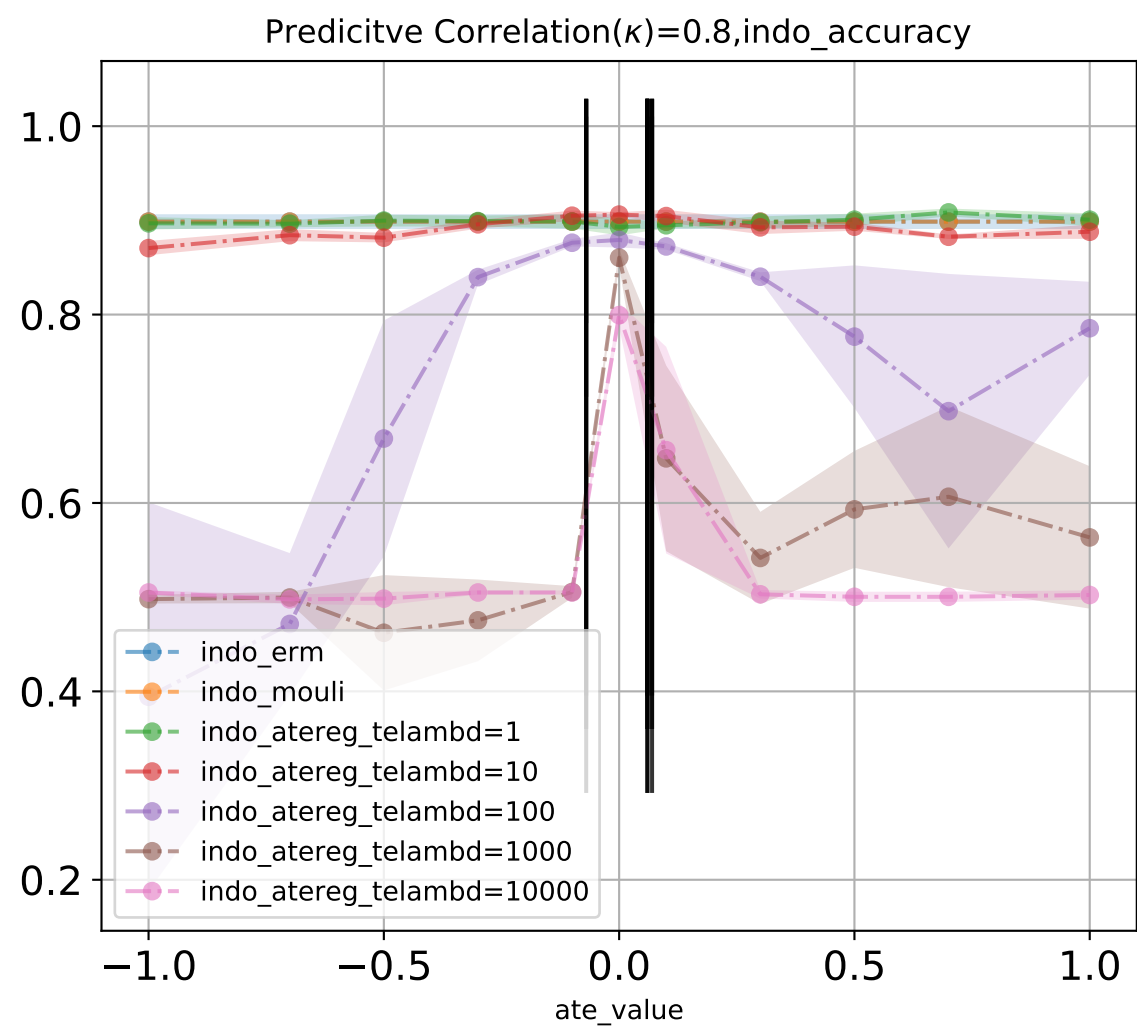 Predicitve Correlation(κ)=0.8,indo_accuracy
1.0
0.8
0.6
0.4
0.2
indo_erm
indo_mouli
indo_atereg_telambd=1
indo_atereg_telambd=10
indo_atereg_telambd=100
indo_atereg_telambd=1000
indo_atereg_telambd=10000
−1.0 −0.5 0.0 0.5 1.0
ate_value